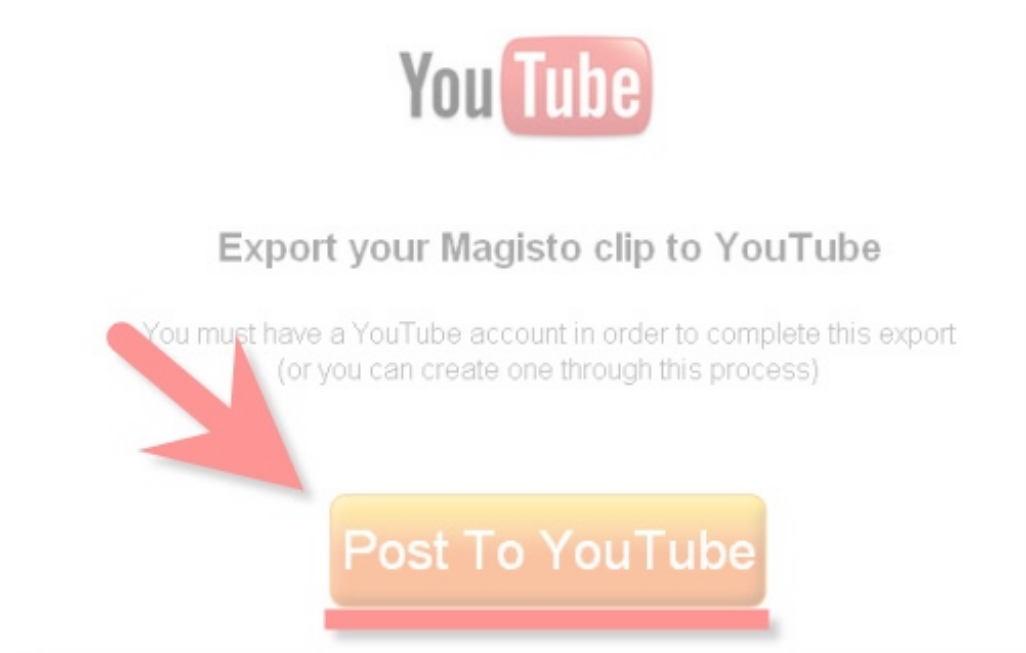 YouTube
Export your Magisto clip to YouTube
You must have a YouTube account in order to complete this export
(or you can create one through this process)
Post To YouTube